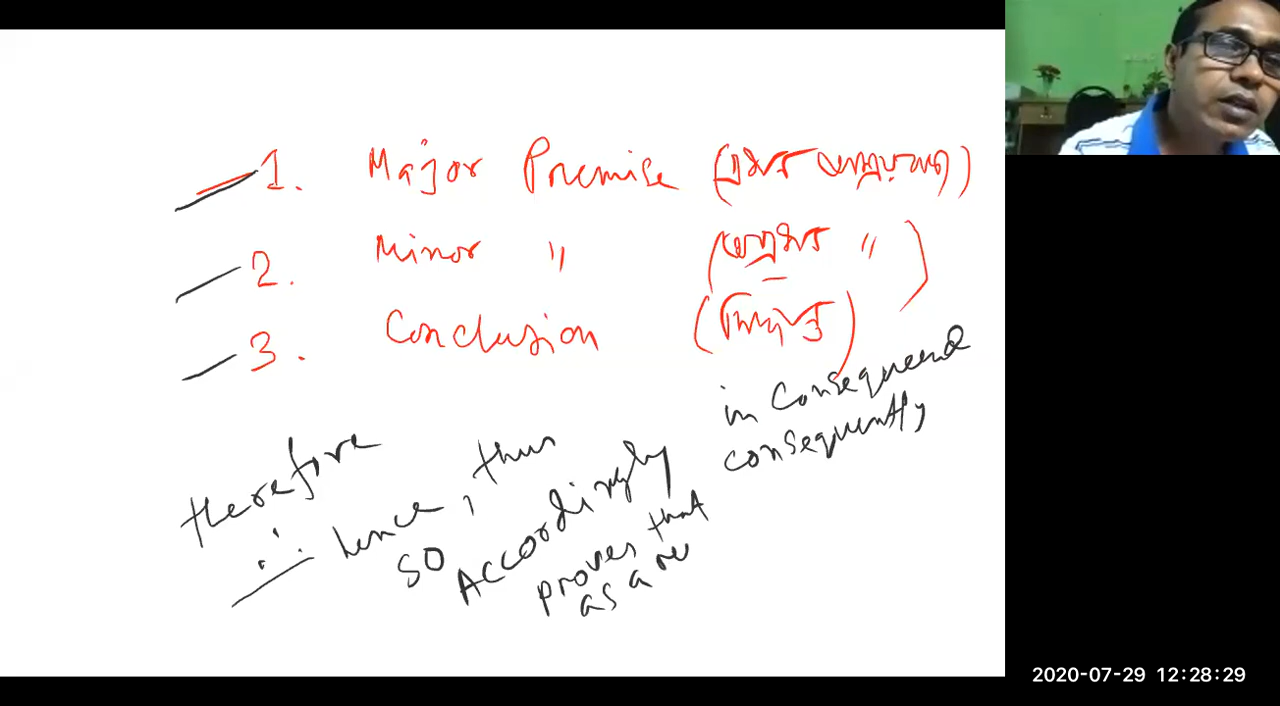 1. Major Premise (প্রধান আশ্রয়বাক্য)
2. Minor " (অপ্রধান ")
3. Conclusion (সিদ্ধান্ত)
in consequence
consequently
therefore
∴ hence, thus
so Accordingly
proves that
as a re
2020-07-29 12:28:29